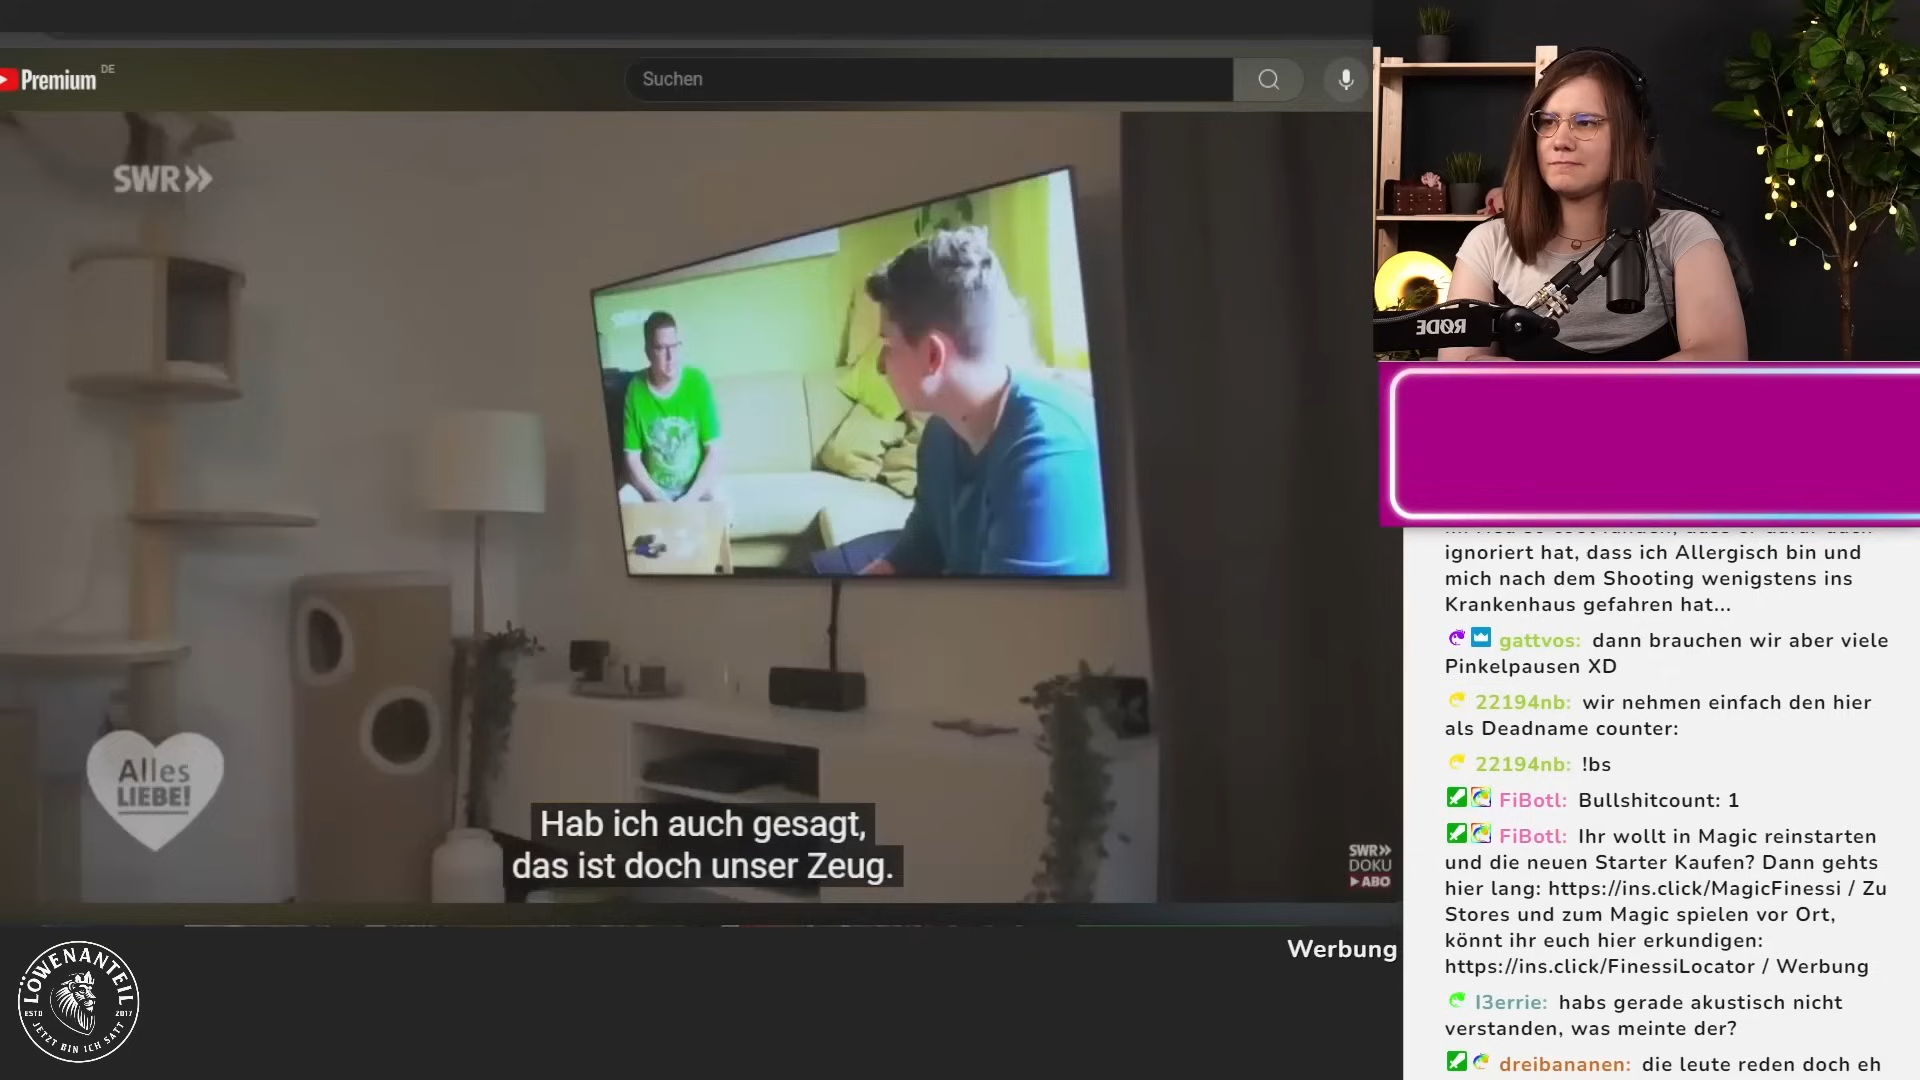 Premium DE
Suchen
SWR
Alles
LIEBE!
Hab ich auch gesagt,
das ist doch unser Zeug.
SWR
DOKU
ABO
RØDE
Werbung
LÖWENANTEIL
ESTD 2017
JETZT BIN ICH SATT
ignoriert hat, dass ich Allergisch bin und
mich nach dem Shooting wenigstens ins
Krankenhaus gefahren hat...
gattvos: dann brauchen wir aber viele
Pinkelpausen XD
22194nb: wir nehmen einfach den hier
als Deadname counter:
22194nb: !bs
FiBotl: Bullshitcount: 1
FiBotl: Ihr wollt in Magic reinstarten
und die neuen Starter Kaufen? Dann gehts
hier lang: https://ins.click/MagicFinessi / Zu
Stores und zum Magic spielen vor Ort,
könnt ihr euch hier erkundigen:
https://ins.click/FinessiLocator / Werbung
l3errie: habs gerade akustisch nicht
verstanden, was meinte der?
dreibananen: die leute reden doch eh